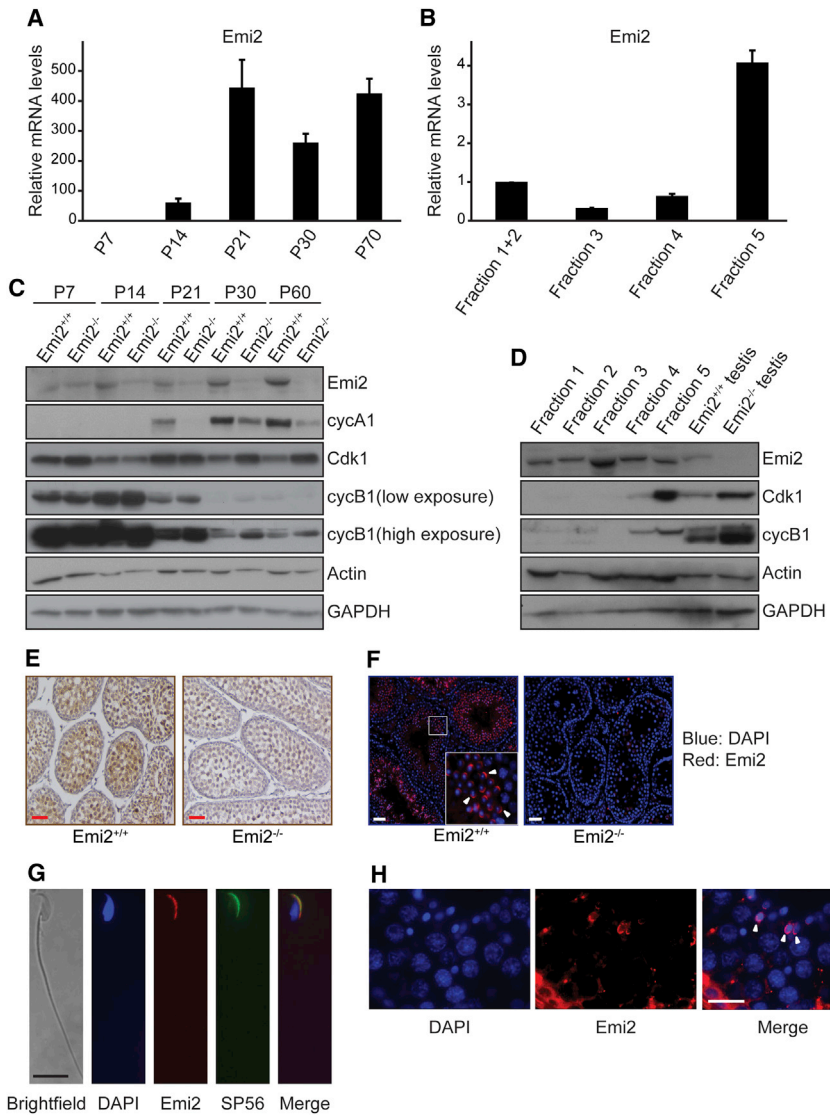 A
Emi2
Relative mRNA levels
500
400
300
200
100
0
P7
P14
P21
P30
P70
B
Emi2
Relative mRNA levels
4
3
2
1
0
Fraction 1+2
Fraction 3
Fraction 4
Fraction 5
C
P7 P14 P21 P30 P60
Emi2+/+ Emi2-/- Emi2+/+ Emi2-/- Emi2+/+ Emi2-/- Emi2+/+ Emi2-/- Emi2+/+ Emi2-/-
Emi2
cycA1
Cdk1
cycB1(low exposure)
cycB1(high exposure)
Actin
GAPDH
D
Fraction 1
Fraction 2
Fraction 3
Fraction 4
Fraction 5
Emi2+/+ testis
Emi2-/- testis
Emi2
Cdk1
cycB1
Actin
GAPDH
E
Emi2+/+
Emi2-/-
F
Blue: DAPI
Red: Emi2
Emi2+/+
Emi2-/-
G
Brightfield
DAPI
Emi2
SP56
Merge
H
DAPI
Emi2
Merge